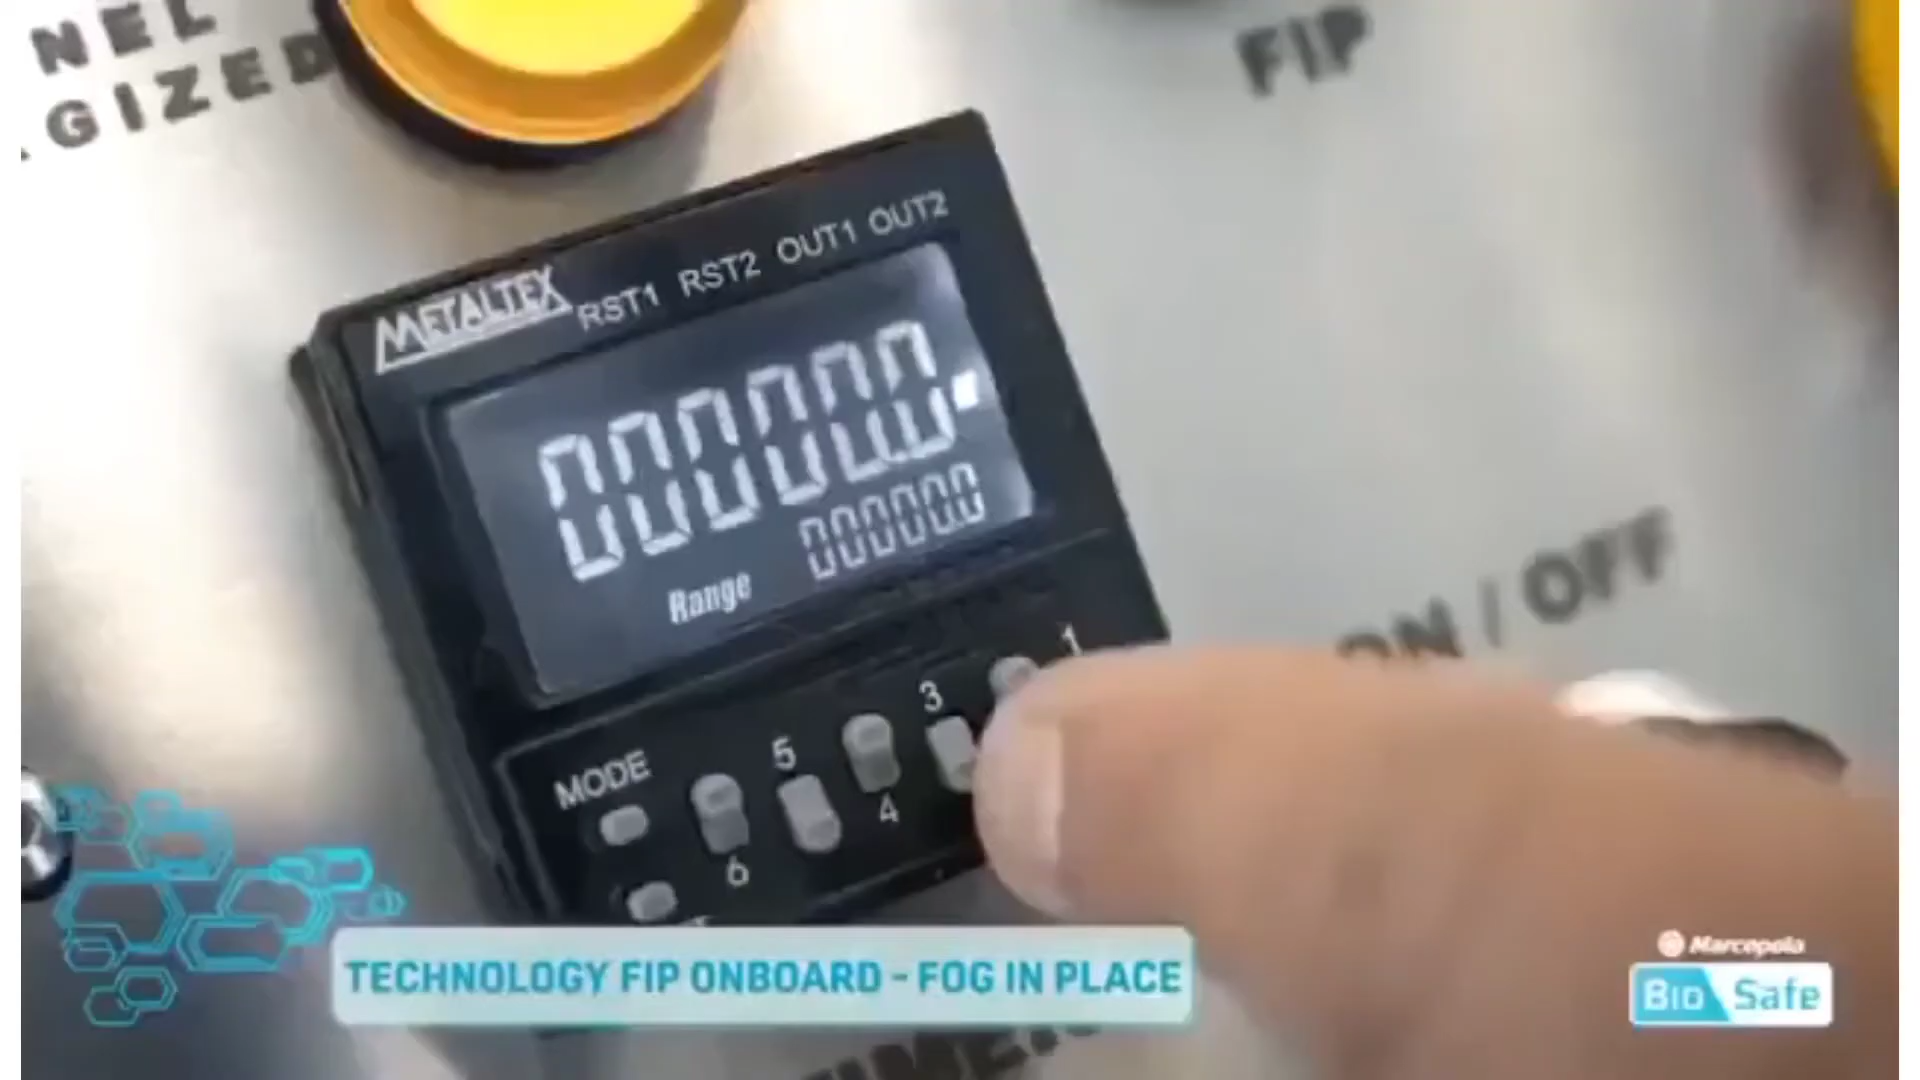 NEL
GIZED
FIP
METALTEX
RST1 RST2 OUT1 OUT2
000000
000000
Range
ON / OFF
1
3
MODE
5
4
6
TECHNOLOGY FIP ONBOARD - FOG IN PLACE
Marcopolo
BIO Safe